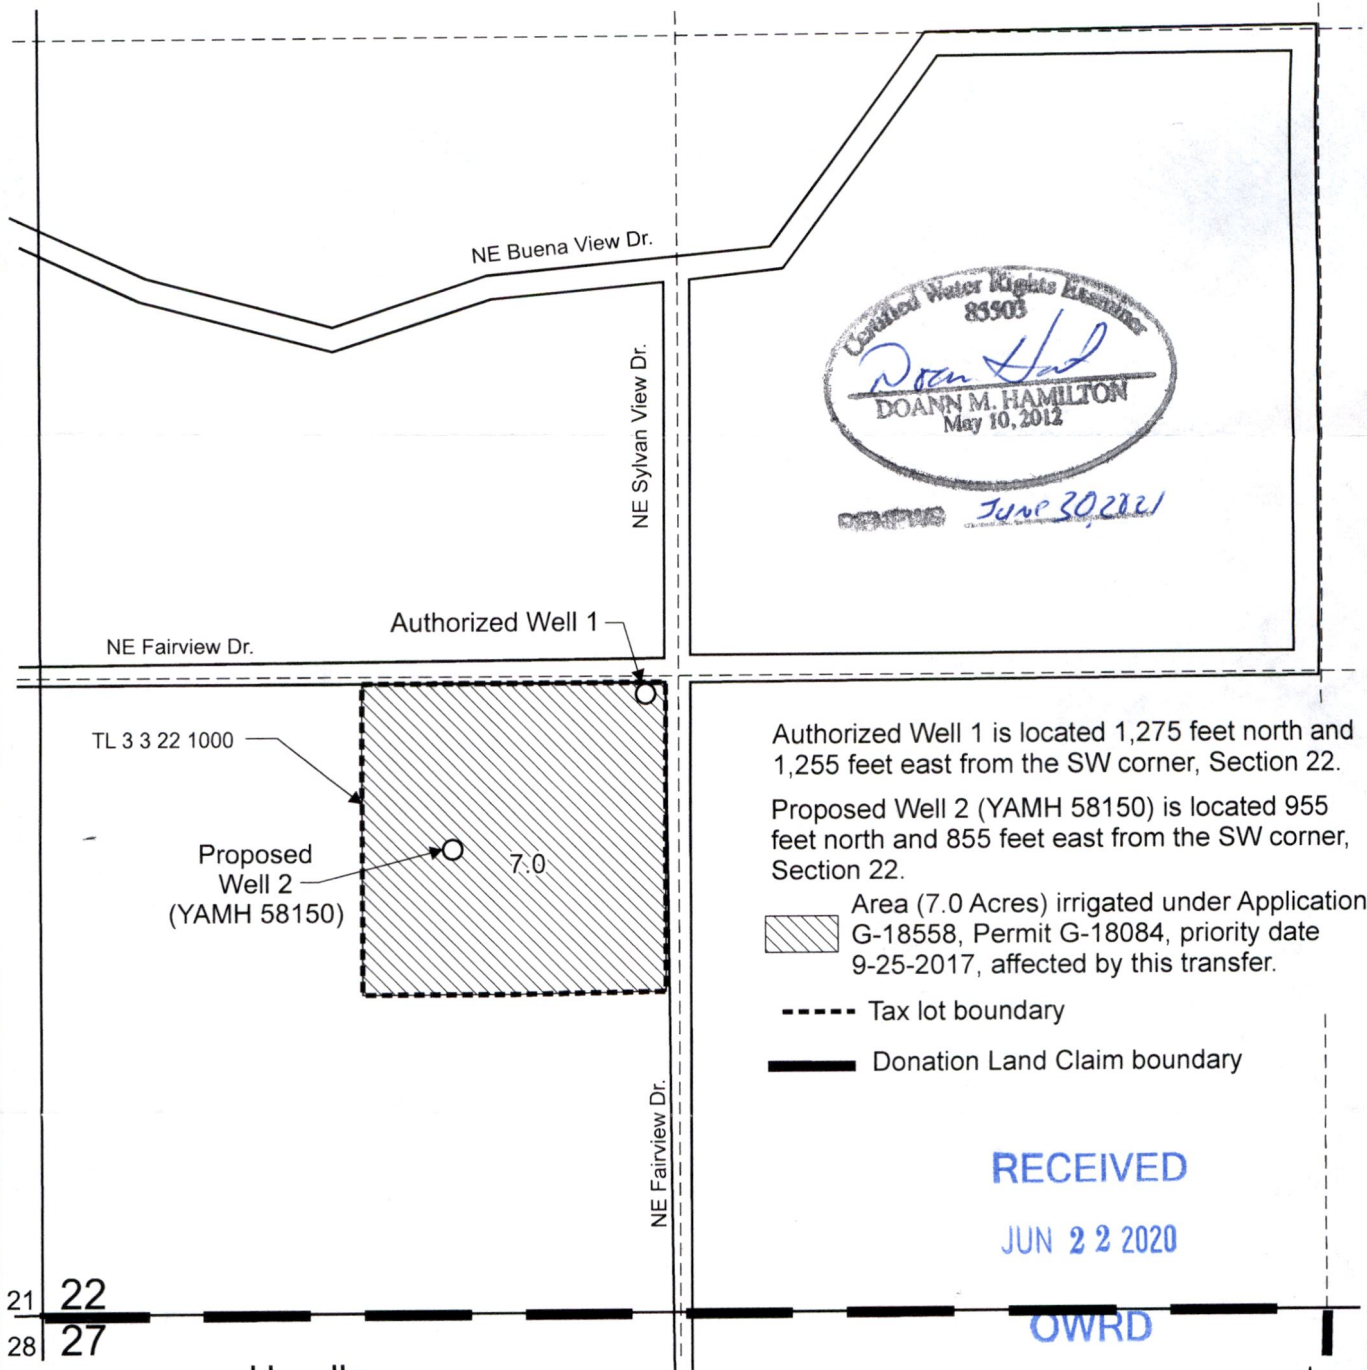 NE Buena View Dr.
Certified Water Rights Examiner
85503
DOANN M. HAMILTON
May 10, 2012
RENEWS June 30, 2021
NE Sylvan View Dr.
Authorized Well 1
NE Fairview Dr.
TL 3 3 22 1000
Proposed
Well 2
(YAMH 58150)
7.0
Authorized Well 1 is located 1,275 feet north and
1,255 feet east from the SW corner, Section 22.
Proposed Well 2 (YAMH 58150) is located 955
feet north and 855 feet east from the SW corner,
Section 22.
Area (7.0 Acres) irrigated under Application
G-18558, Permit G-18084, priority date
9-25-2017, affected by this transfer.
Tax lot boundary
Donation Land Claim boundary
NE Fairview Dr.
RECEIVED
JUN 22 2020
OWRD
21 22
28 27